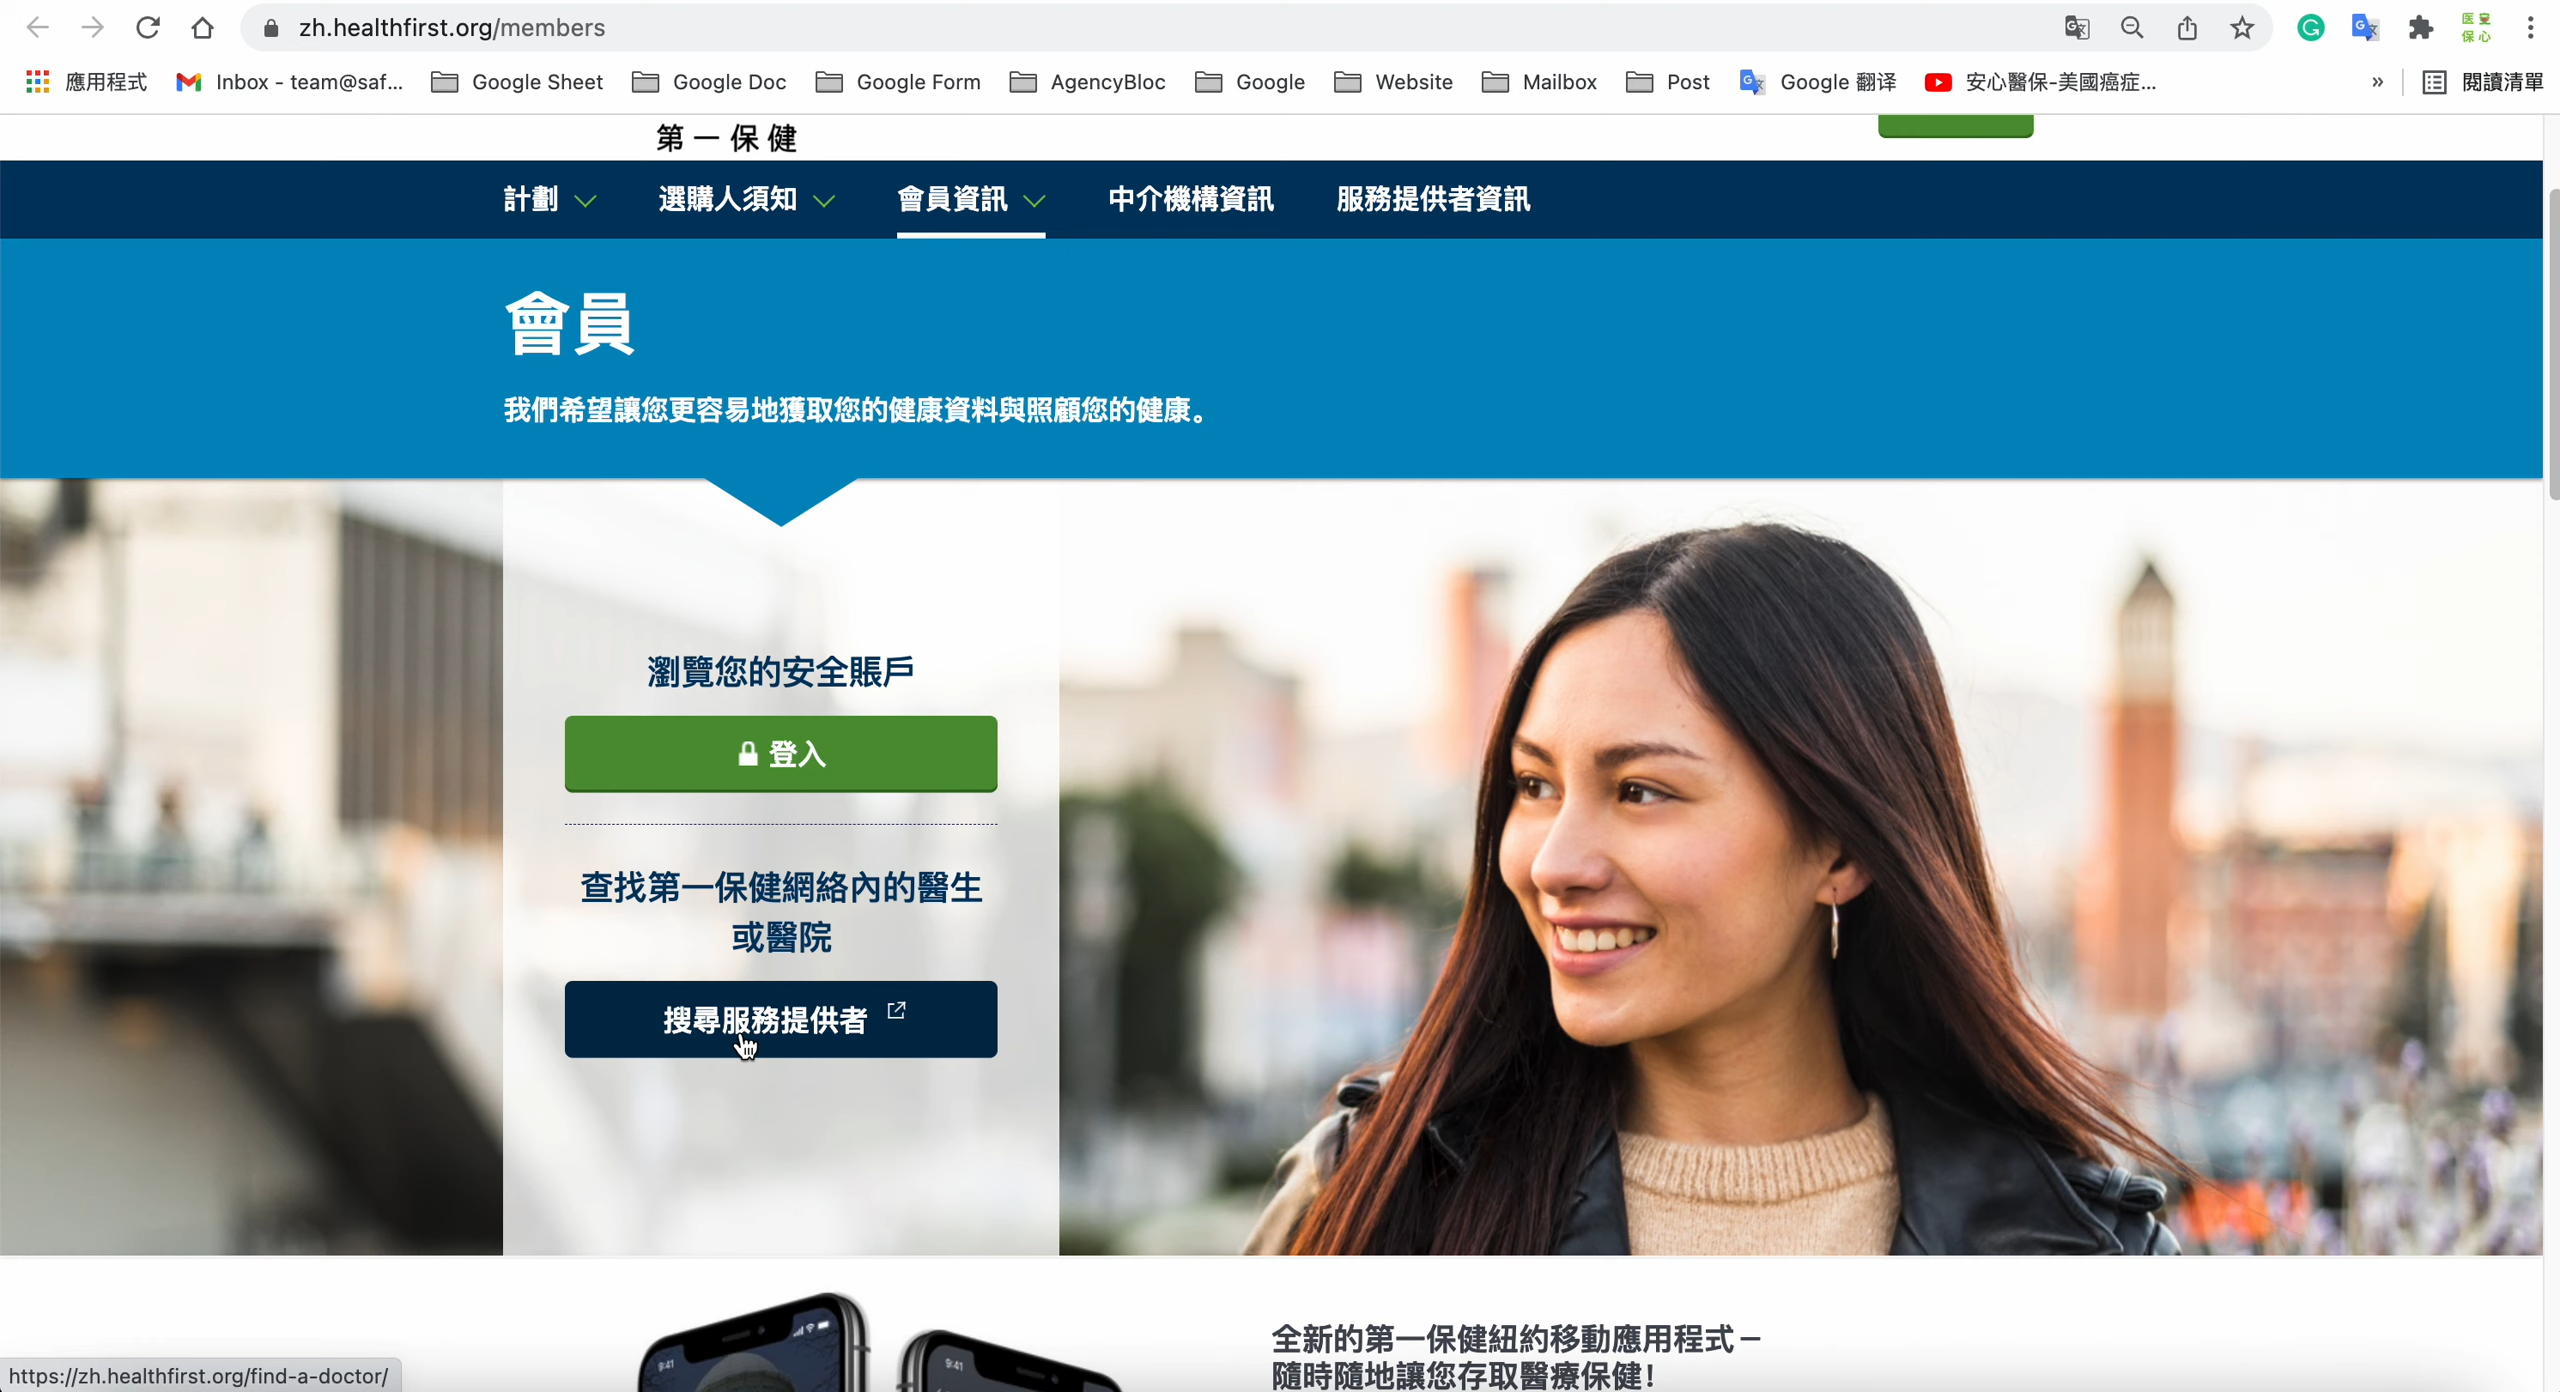 zh.healthfirst.org/members
應用程式
Inbox - team@saf...
Google Sheet
Google Doc
Google Form
AgencyBloc
Google
Website
Mailbox
Post
Google 翻译
安心醫保-美國癌症...
»
閱讀清單
医安
保心
第一保健
計劃
選購人須知
會員資訊
中介機構資訊
服務提供者資訊
會員
我們希望讓您更容易地獲取您的健康資料與照顧您的健康。
瀏覽您的安全賬戶
登入
查找第一保健網絡內的醫生
或醫院
搜尋服務提供者
9:41
9:41
全新的第一保健紐約移動應用程式 –
隨時隨地讓您存取醫療保健!
https://zh.healthfirst.org/find-a-doctor/